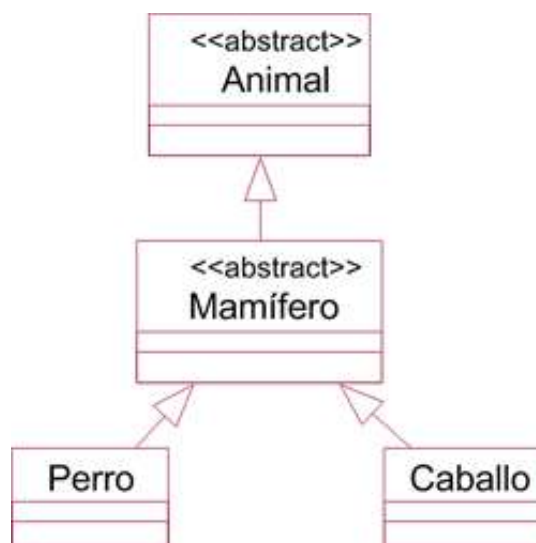 <<abstract>>
Animal
<<abstract>>
Mamífero
Perro
Caballo